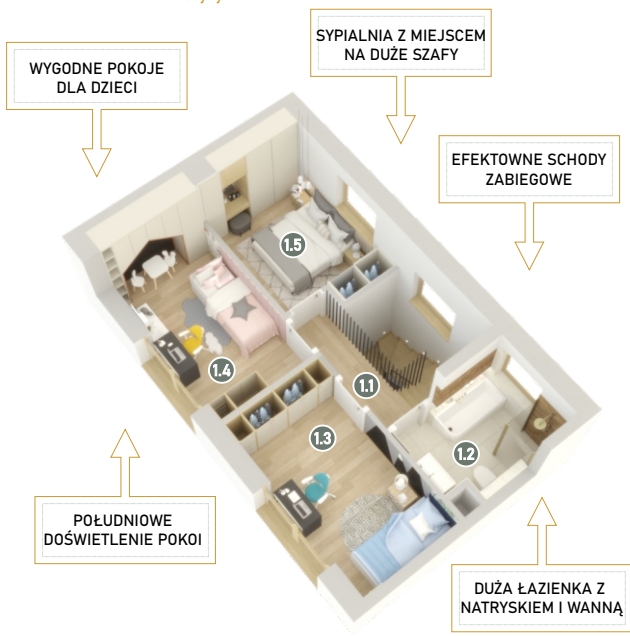 SYPIALNIA Z MIEJSCEM
NA DUŻE SZAFY
WYGODNE POKOJE
DLA DZIECI
EFEKTOWNE SCHODY
ZABIEGOWE
1.5
1.4
1.1
1.3
1.2
POŁUDNIOWE
DOŚWIETLENIE POKOI
DUŻA ŁAZIENKA Z
NATRYSKIEM I WANNĄ